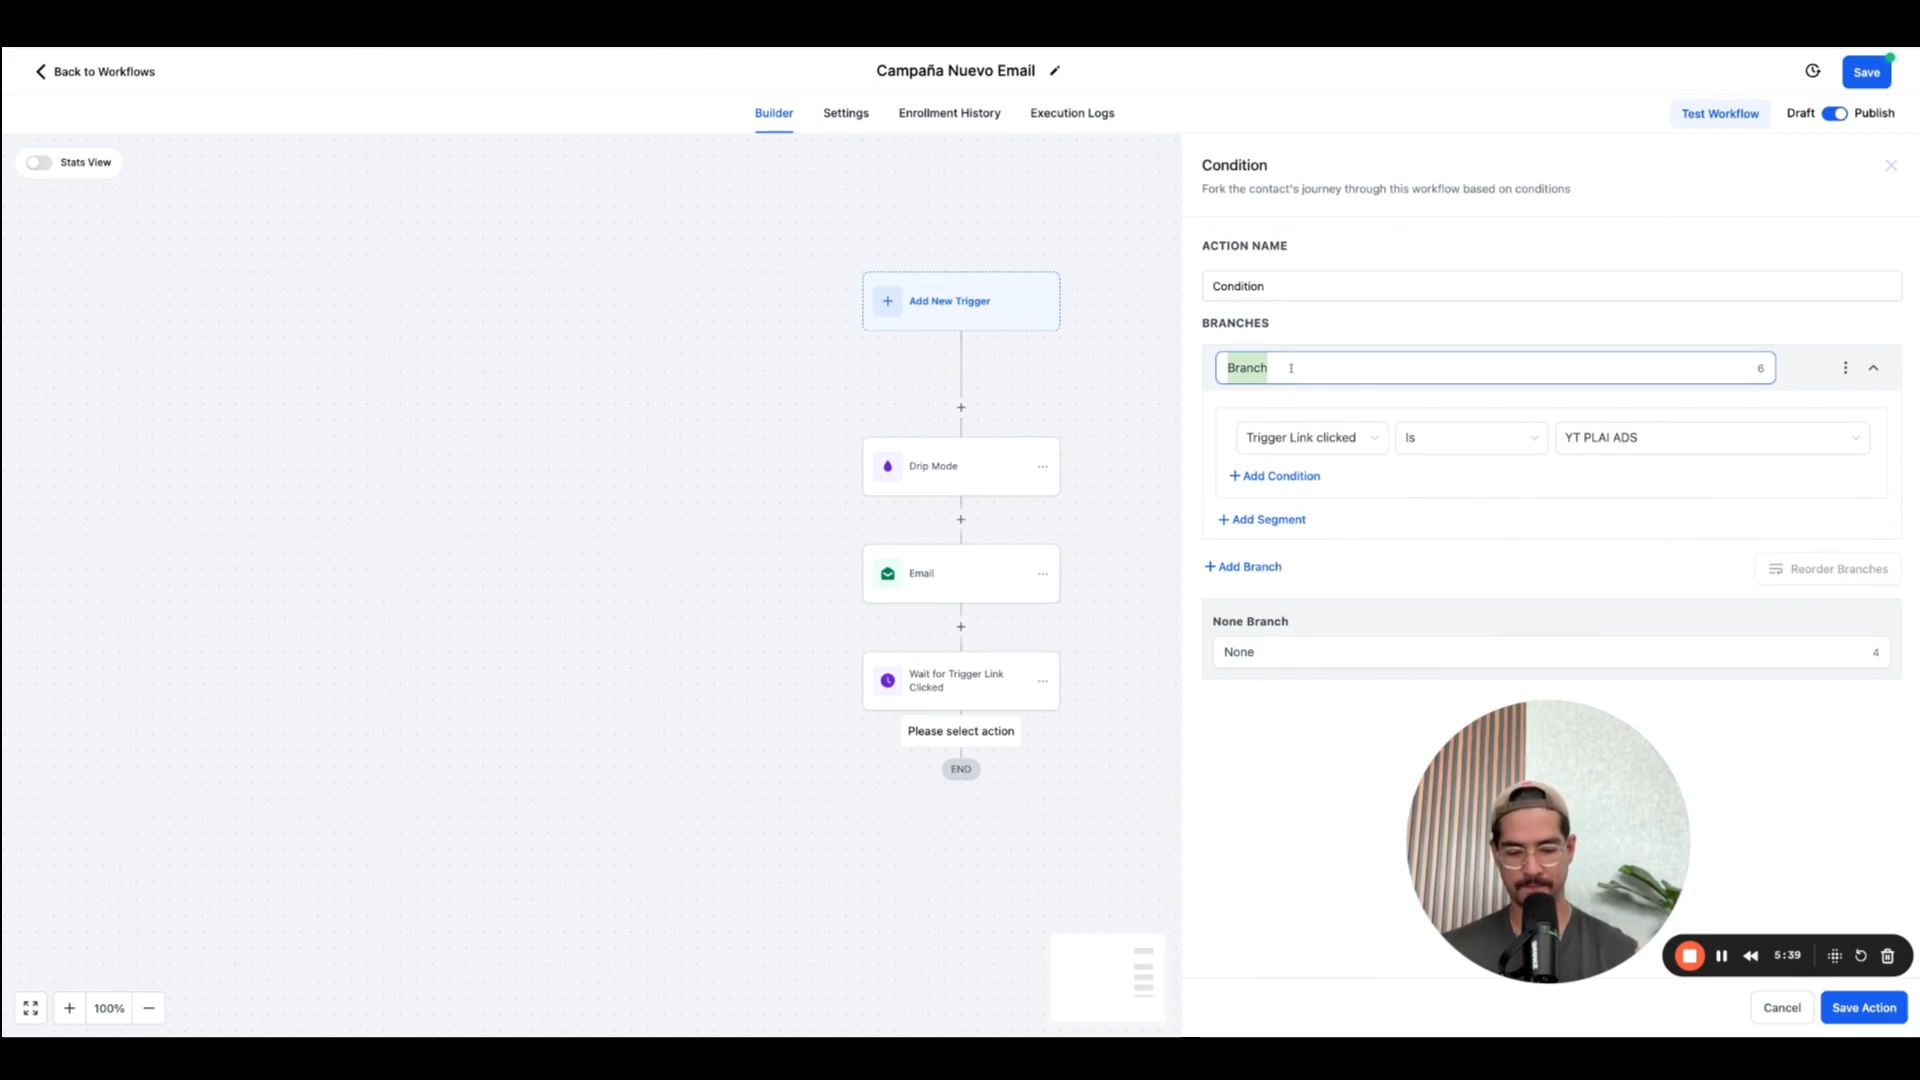 Back to Workflows
Campaña Nuevo Email
Save
Builder
Settings
Enrollment History
Execution Logs
Test Workflow
Draft
Publish
Stats View
Condition
Fork the contact's journey through this workflow based on conditions
ACTION NAME
Condition
BRANCHES
Branch
6
Trigger Link clicked
Is
YT PLAI ADS
+ Add Condition
+ Add Segment
+ Add Branch
Reorder Branches
None Branch
None
4
Add New Trigger
Drip Mode
Email
Wait for Trigger Link
Clicked
Please select action
END
5:39
100%
Cancel
Save Action